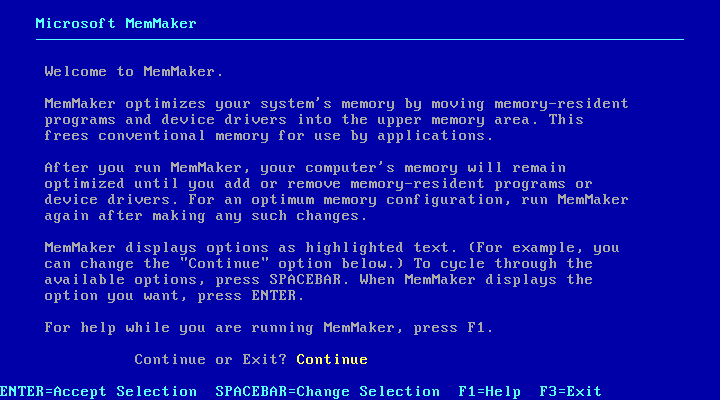 Microsoft MemMaker
Welcome to MemMaker.
MemMaker optimizes your system's memory by moving memory-resident
programs and device drivers into the upper memory area. This
frees conventional memory for use by applications.
After you run MemMaker, your computer's memory will remain
optimized until you add or remove memory-resident programs or
device drivers. For an optimum memory configuration, run MemMaker
again after making any such changes.
MemMaker displays options as highlighted text. (For example, you
can change the "Continue" option below.) To cycle through the
available options, press SPACEBAR. When MemMaker displays the
option you want, press ENTER.
For help while you are running MemMaker, press F1.
Continue or Exit? Continue
ENTER=Accept Selection  SPACEBAR=Change Selection  F1=Help  F3=Exit